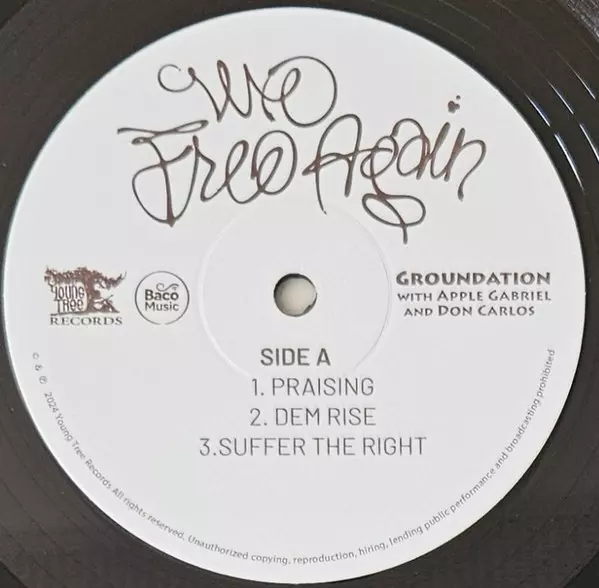 We
Free Again
Young
Tree
RECORDS
Baco
Music
GROUNDATION
WITH APPLE GABRIEL
AND DON CARLOS
SIDE A
1. PRAISING
2. DEM RISE
3.SUFFER THE RIGHT
© & ℗ 2024 Young Tree Records All rights reserved. Unauthorized copying, reproduction, hiring, lending public performance and broadcasting prohibited